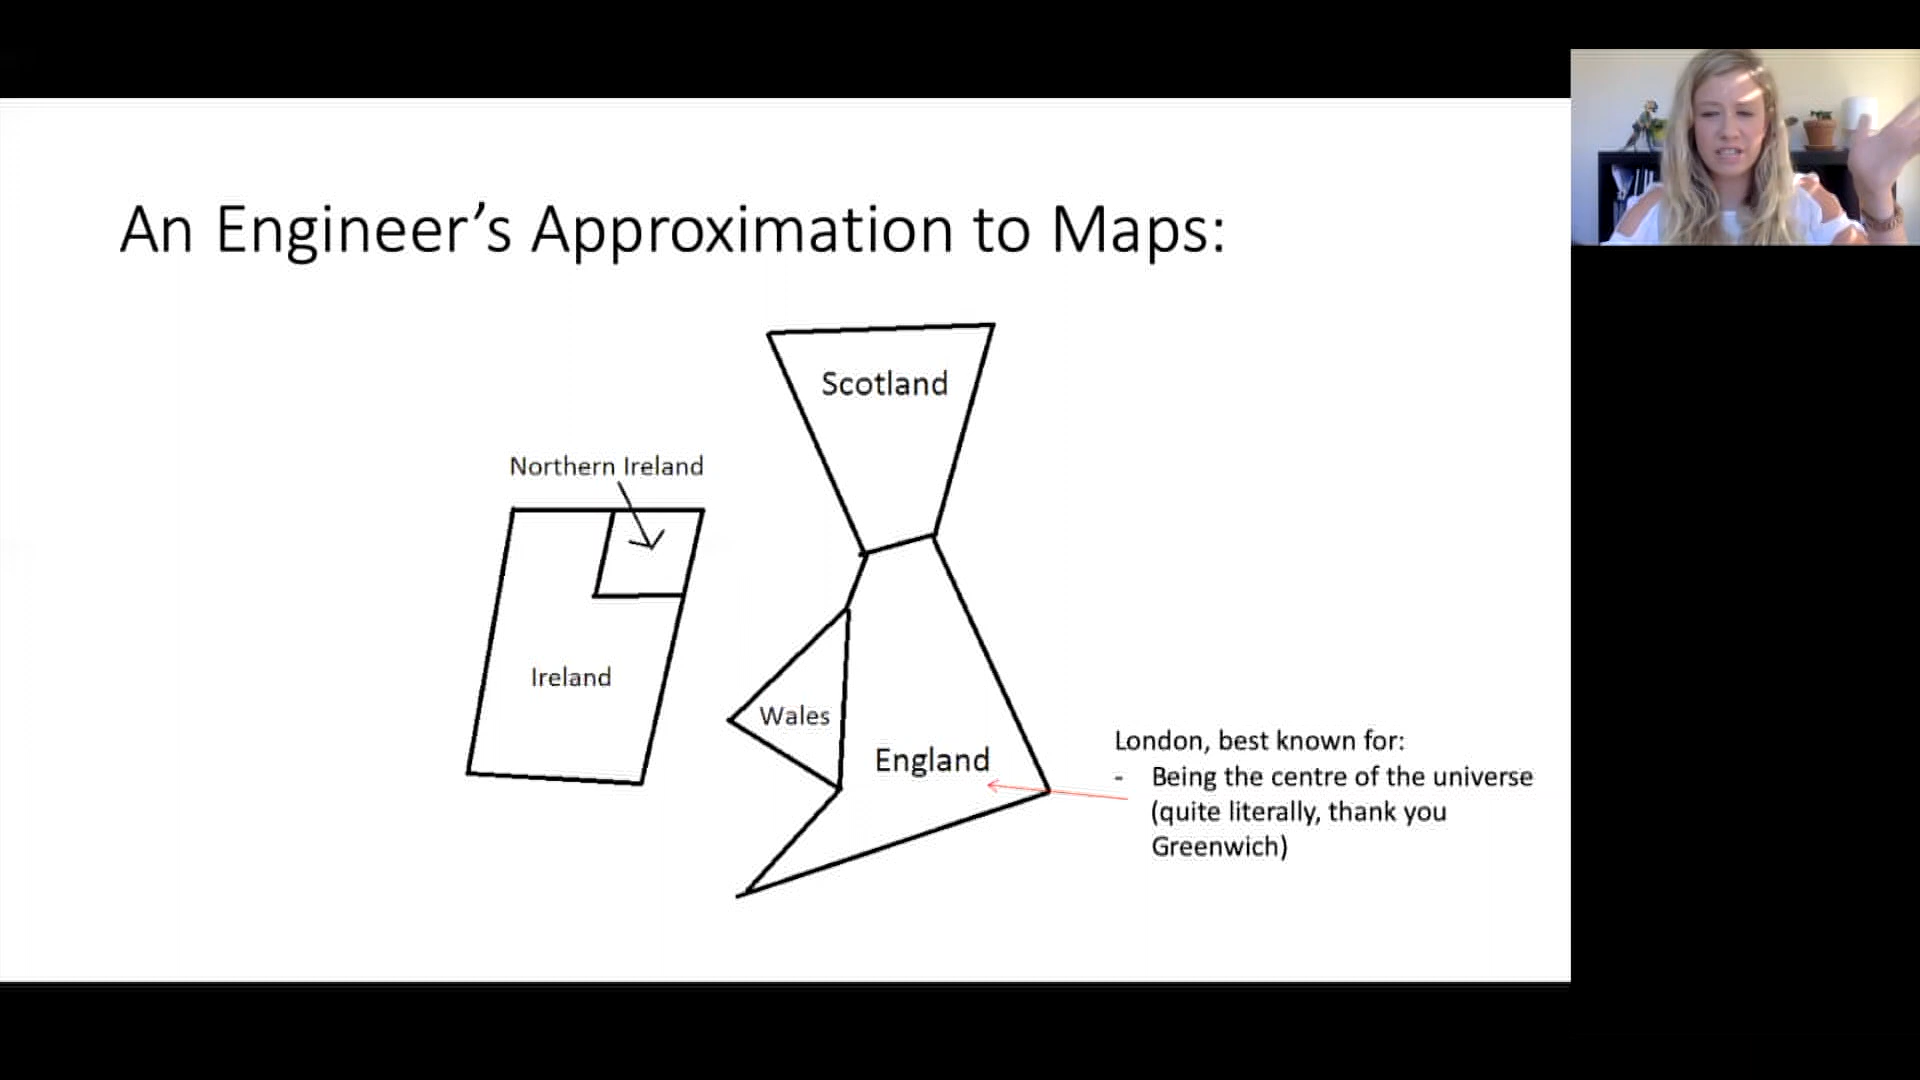 An Engineer's Approximation to Maps:
Scotland
Northern Ireland
Ireland
Wales
England
London, best known for:
- Being the centre of the universe
(quite literally, thank you
Greenwich)